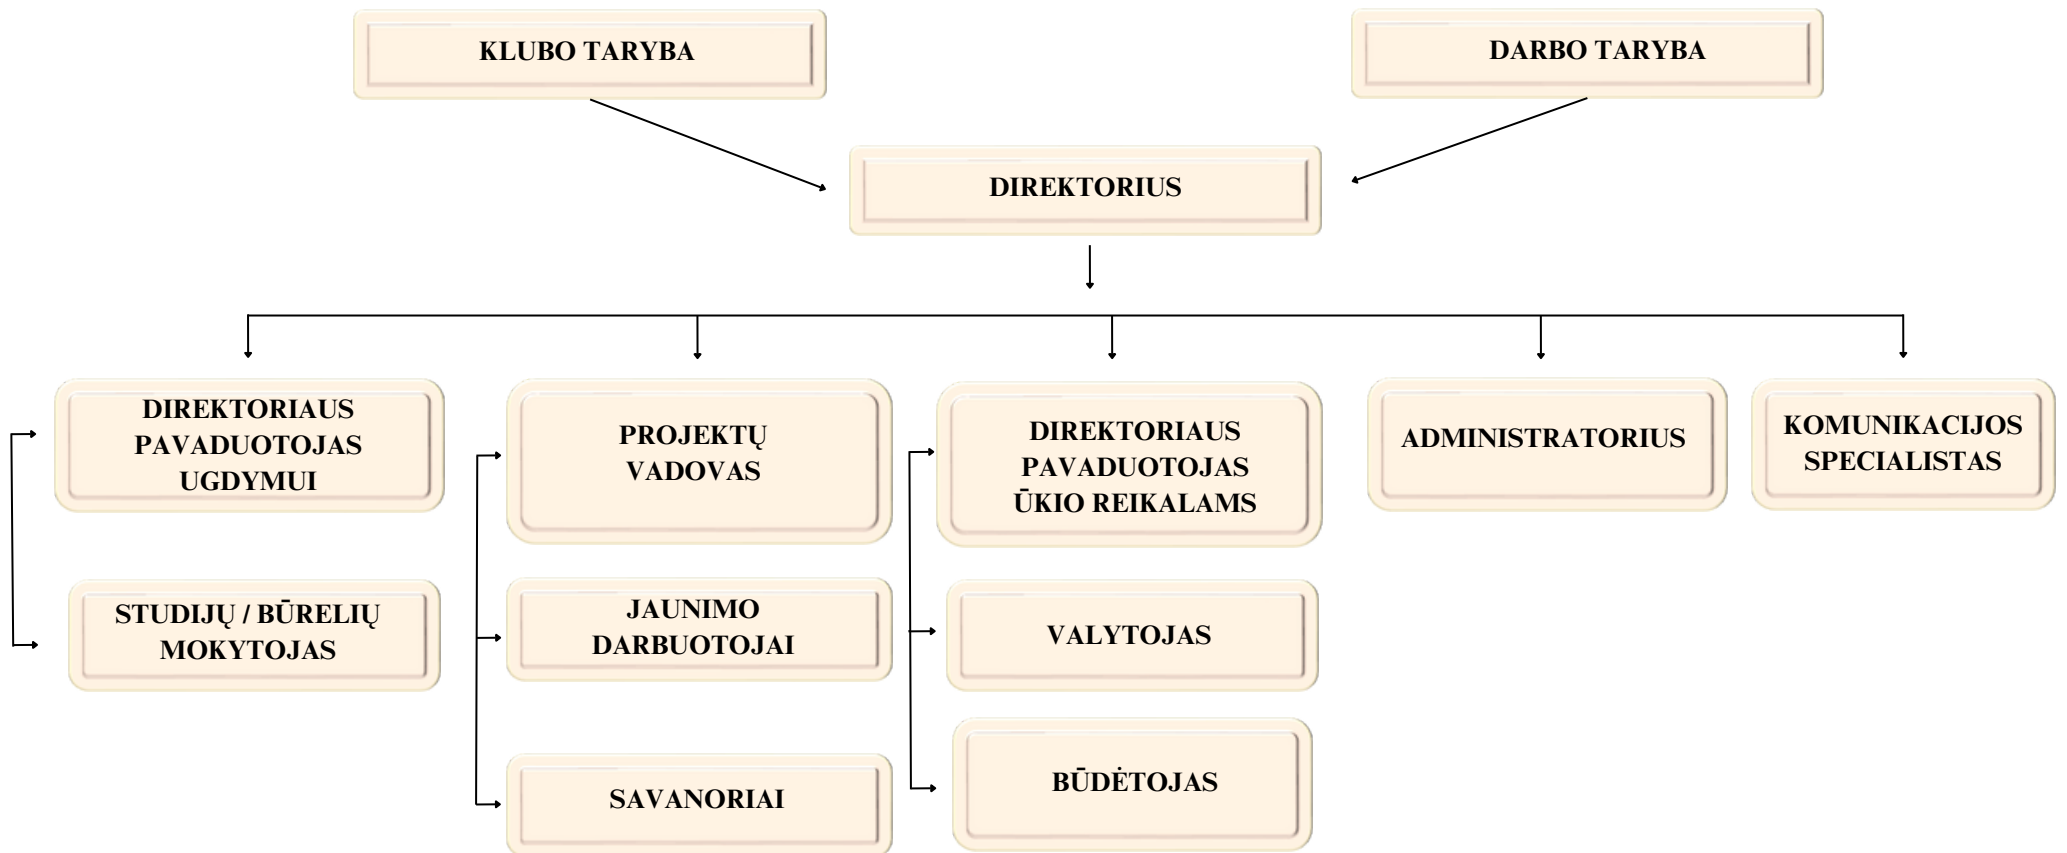 KLUBO TARYBA
DARBO TARYBA
DIREKTORIUS
DIREKTORIAUS
PAVADUOTOJAS
UGDYMUI
PROJEKTŲ
VADOVAS
DIREKTORIAUS
PAVADUOTOJAS
ŪKIO REIKALAMS
ADMINISTRATORIUS
KOMUNIKACIJOS
SPECIALISTAS
STUDIJŲ / BŪRELIŲ
MOKYTOJAS
JAUNIMO
DARBUOTOJAI
VALYTOJAS
SAVANORIAI
BŪDĖTOJAS